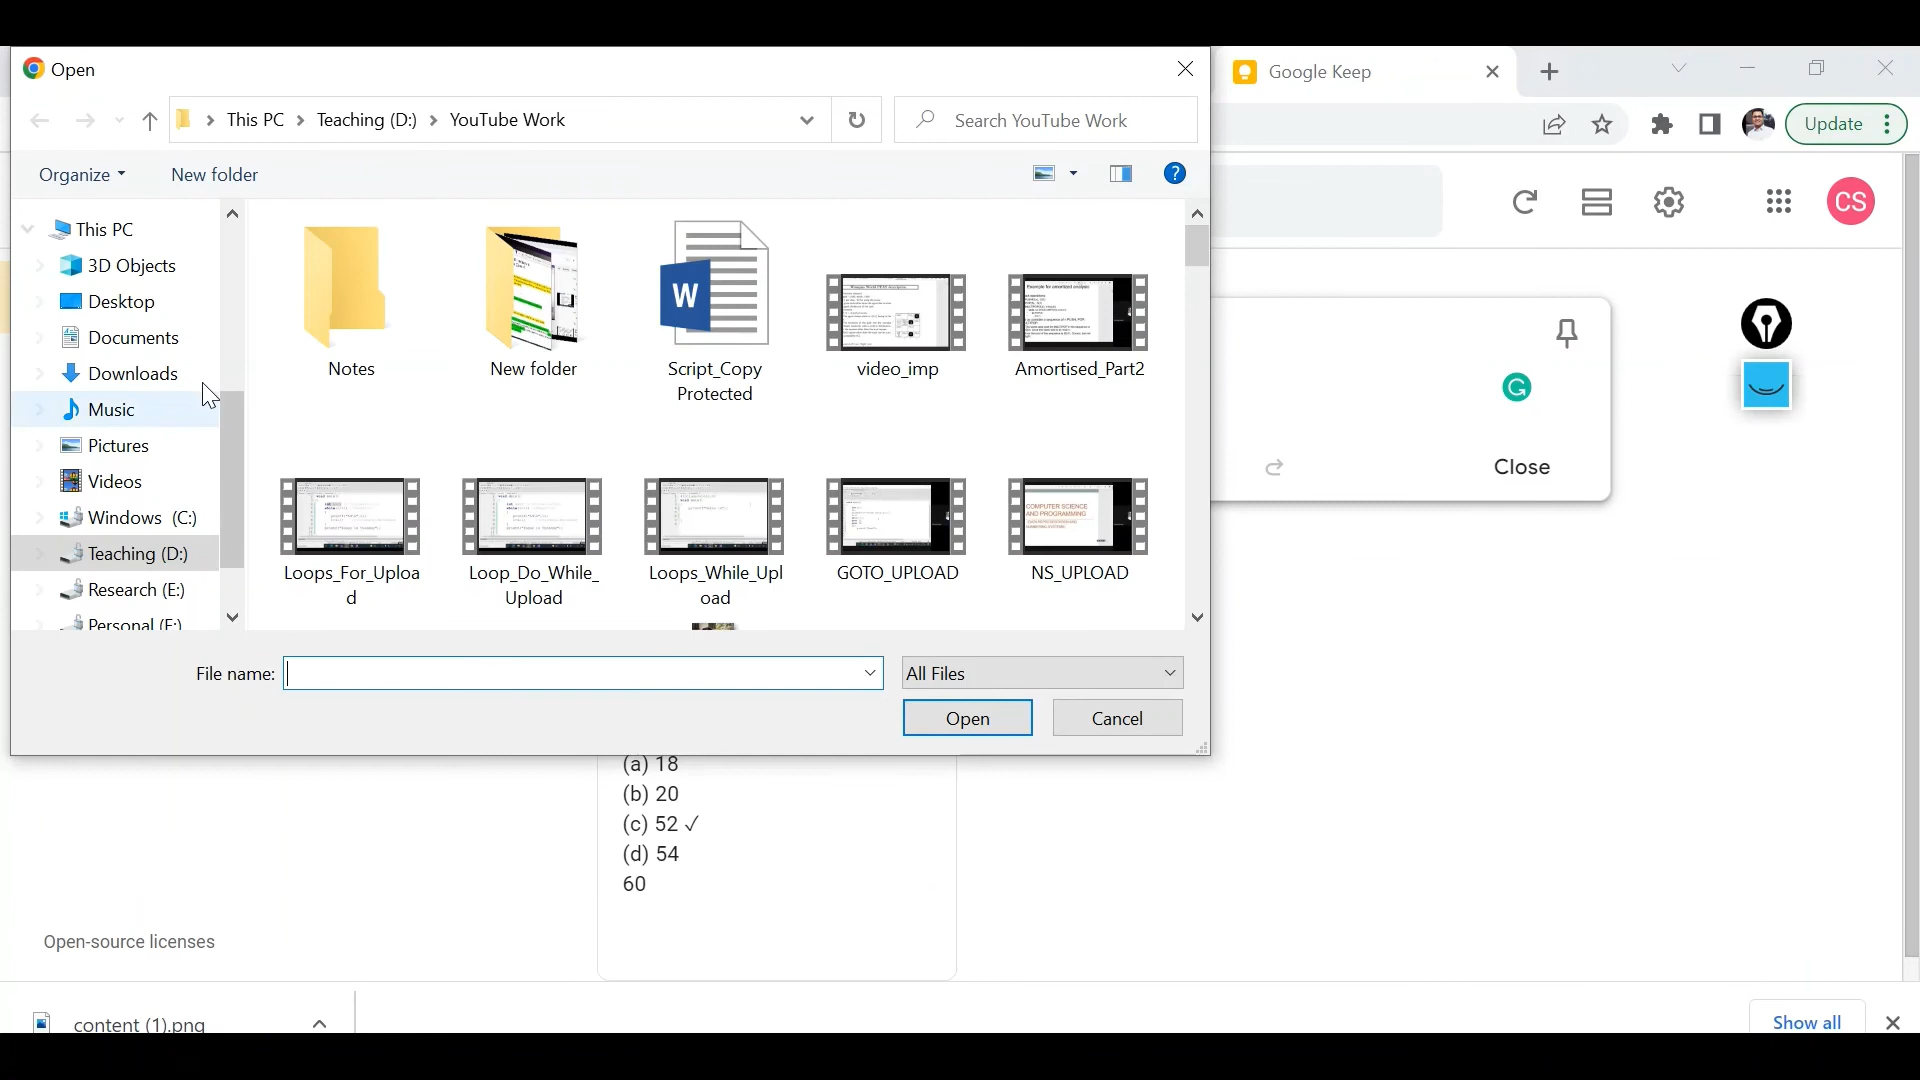 Open
Google Keep
This PC
Teaching (D:)
YouTube Work
Search YouTube Work
Update
Organize
New folder
CS
This PC
3D Objects
Desktop
Documents
Downloads
Music
Pictures
Videos
Windows (C:)
Teaching (D:)
Research (E:)
Personal (F:)
Notes
New folder
Script_Copy
Protected
video_imp
Amortised_Part2
Loops_For_Uploa
d
Loop_Do_While_
Upload
Loops_While_Upl
oad
GOTO_UPLOAD
NS_UPLOAD
COMPUTER SCIENCE
AND PROGRAMMING
Close
File name:
All Files
Open
Cancel
(a) 18
(b) 20
(c) 52 ✓
(d) 54
60
Open-source licenses
content (1).png
Show all